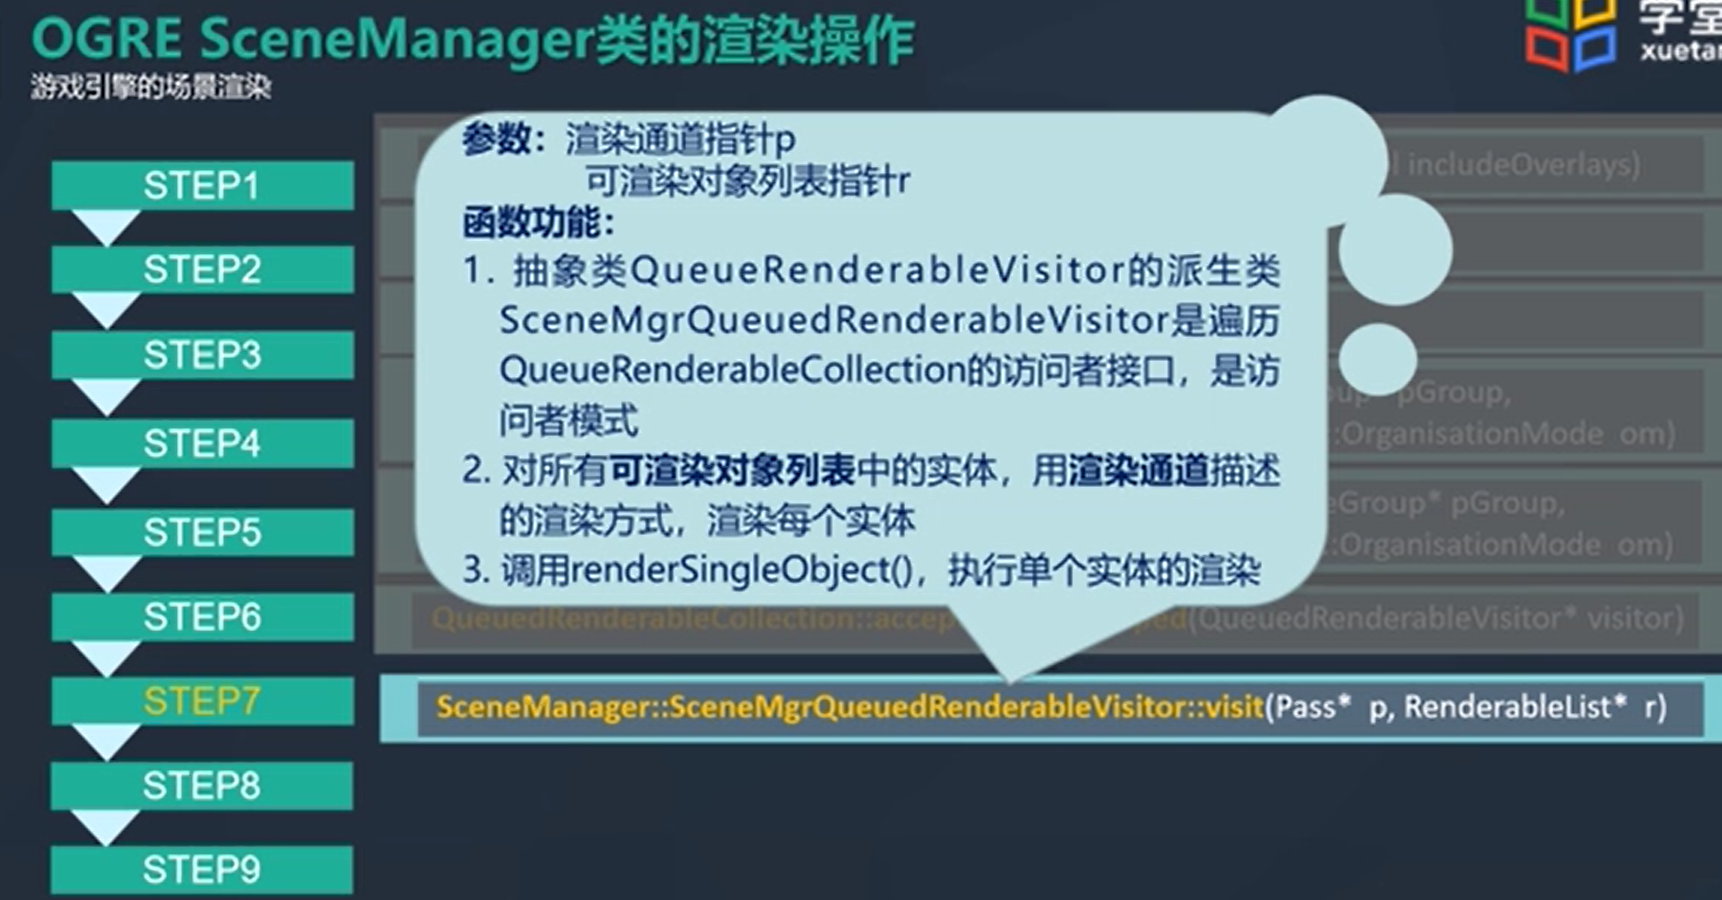 OGRE SceneManager类的渲染操作
游戏引擎的场景渲染
学堂
xuetan
STEP1
STEP2
STEP3
STEP4
STEP5
STEP6
STEP7
STEP8
STEP9
参数：渲染通道指针p
可渲染对象列表指针r
函数功能：
1. 抽象类QueueRenderableVisitor的派生类
SceneMgrQueuedRenderableVisitor是遍历
QueueRenderableCollection的访问者接口，是访
问者模式
2. 对所有可渲染对象列表中的实体，用渲染通道描述
的渲染方式，渲染每个实体
3. 调用renderSingleObject()，执行单个实体的渲染
includeOverlays)
pGroup,
::OrganisationMode om)
eGroup* pGroup,
::OrganisationMode om)
QueuedRenderableCollection::accep ped(QueuedRenderableVisitor* visitor)
SceneManager::SceneMgrQueuedRenderableVisitor::visit(Pass* p, RenderableList* r)